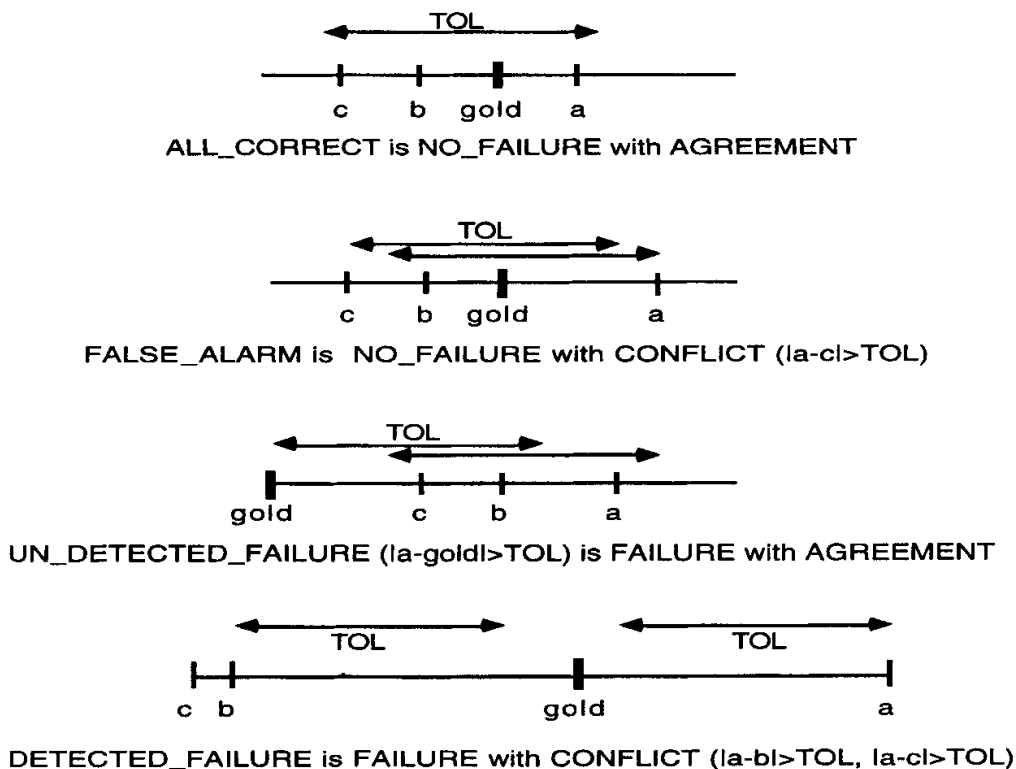 TOL
c b gold a
ALL_CORRECT is NO_FAILURE with AGREEMENT
TOL
c b gold a
FALSE_ALARM is NO_FAILURE with CONFLICT (|a-c|>TOL)
TOL
gold c b a
UN_DETECTED_FAILURE (|a-gold|>TOL) is FAILURE with AGREEMENT
TOL TOL
c b gold a
DETECTED_FAILURE is FAILURE with CONFLICT (|a-b|>TOL, |a-c|>TOL)